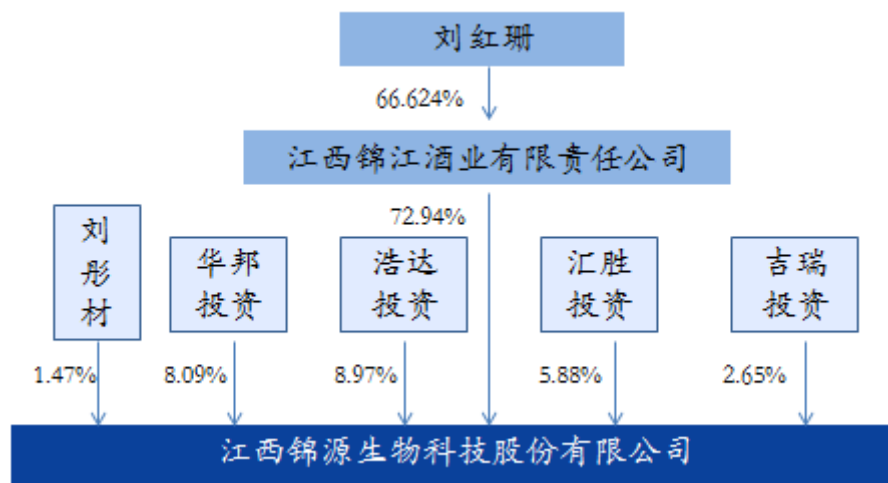 刘红珊
66.624%
江西锦江酒业有限责任公司
72.94%
刘
彤
材
华邦
投资
浩达
投资
汇胜
投资
吉瑞
投资
1.47%
8.09%
8.97%
5.88%
2.65%
江西锦源生物科技股份有限公司